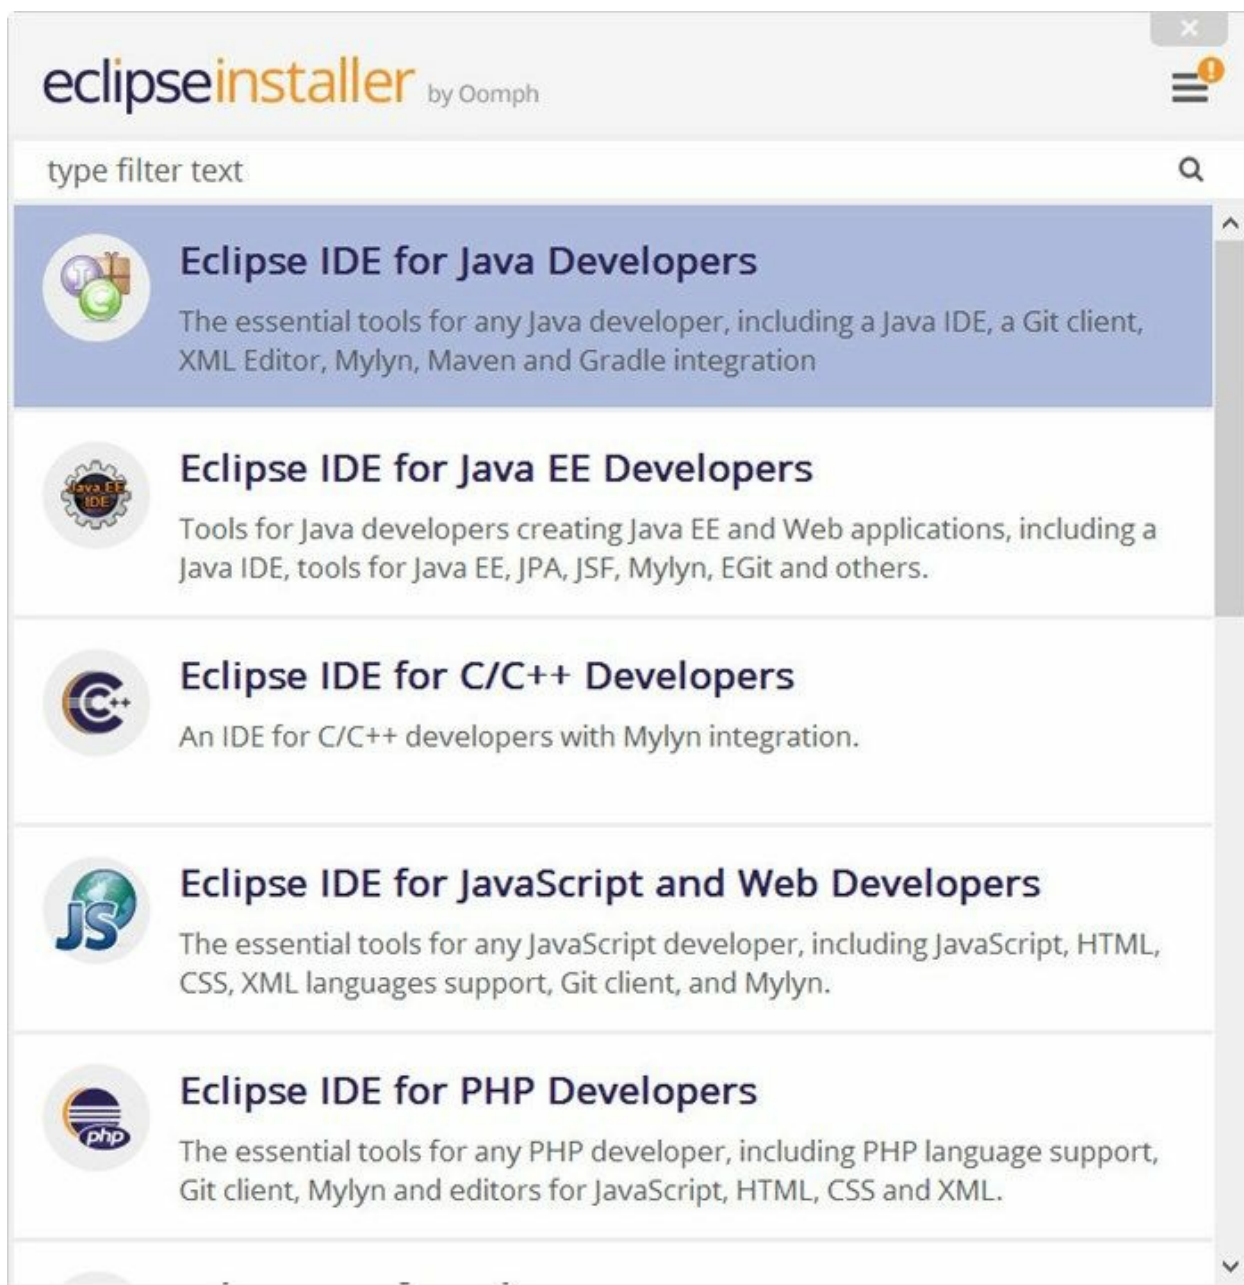 eclipseinstaller by Oomph
type filter text
Eclipse IDE for Java Developers
The essential tools for any Java developer, including a Java IDE, a Git client,
XML Editor, Mylyn, Maven and Gradle integration
Java EE
IDE
Eclipse IDE for Java EE Developers
Tools for Java developers creating Java EE and Web applications, including a
Java IDE, tools for Java EE, JPA, JSF, Mylyn, EGit and others.
C++
Eclipse IDE for C/C++ Developers
An IDE for C/C++ developers with Mylyn integration.
JS
Eclipse IDE for JavaScript and Web Developers
The essential tools for any JavaScript developer, including JavaScript, HTML,
CSS, XML languages support, Git client, and Mylyn.
php
Eclipse IDE for PHP Developers
The essential tools for any PHP developer, including PHP language support,
Git client, Mylyn and editors for JavaScript, HTML, CSS and XML.